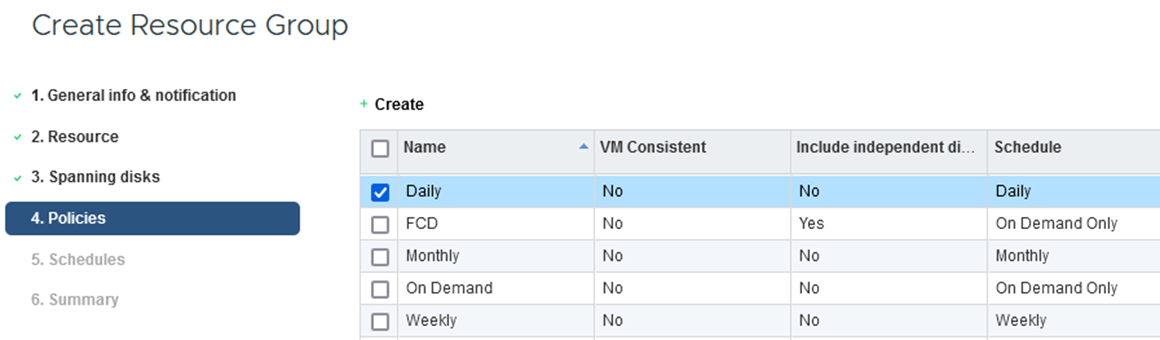 Create Resource Group
1. General info & notification
2. Resource
3. Spanning disks
4. Policies
5. Schedules
6. Summary
+ Create
Name VM Consistent Include independent di... Schedule
Daily No No Daily
FCD No Yes On Demand Only
Monthly No No Monthly
On Demand No No On Demand Only
Weekly No No Weekly